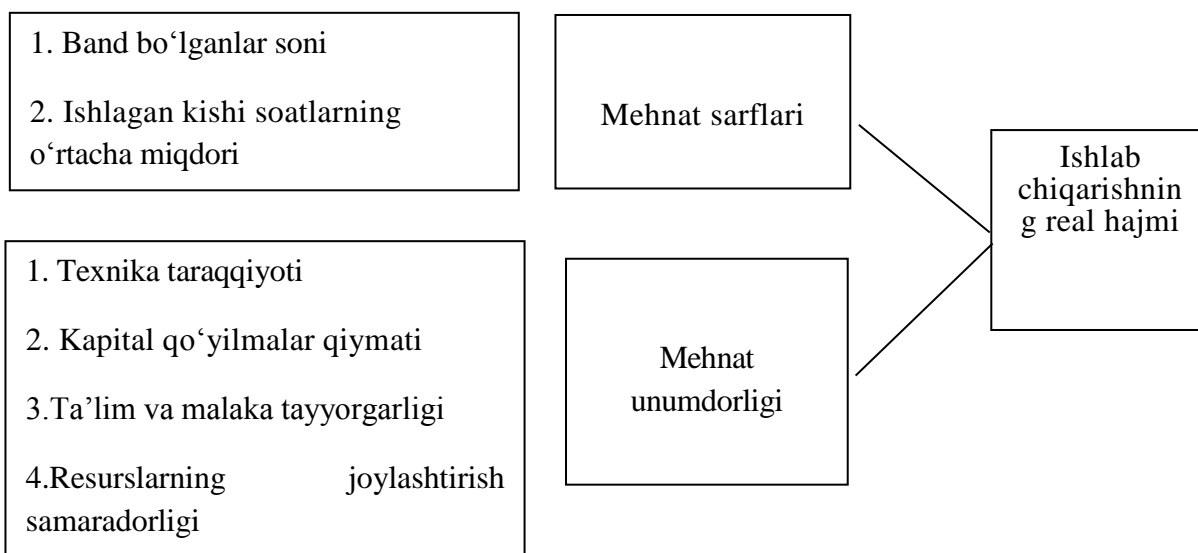 1. Band bo‘lganlar soni
2. Ishlagan kishi soatlarning
o‘rtacha miqdori
Mehnat sarflari
Ishlab
chiqarishnin
g real hajmi
1. Texnika taraqqiyoti
2. Kapital qo‘yilmalar qiymati
3.Ta’lim va malaka tayyorgarligi
4.Resurslarning joylashtirish
samaradorligi
Mehnat
unumdorligi